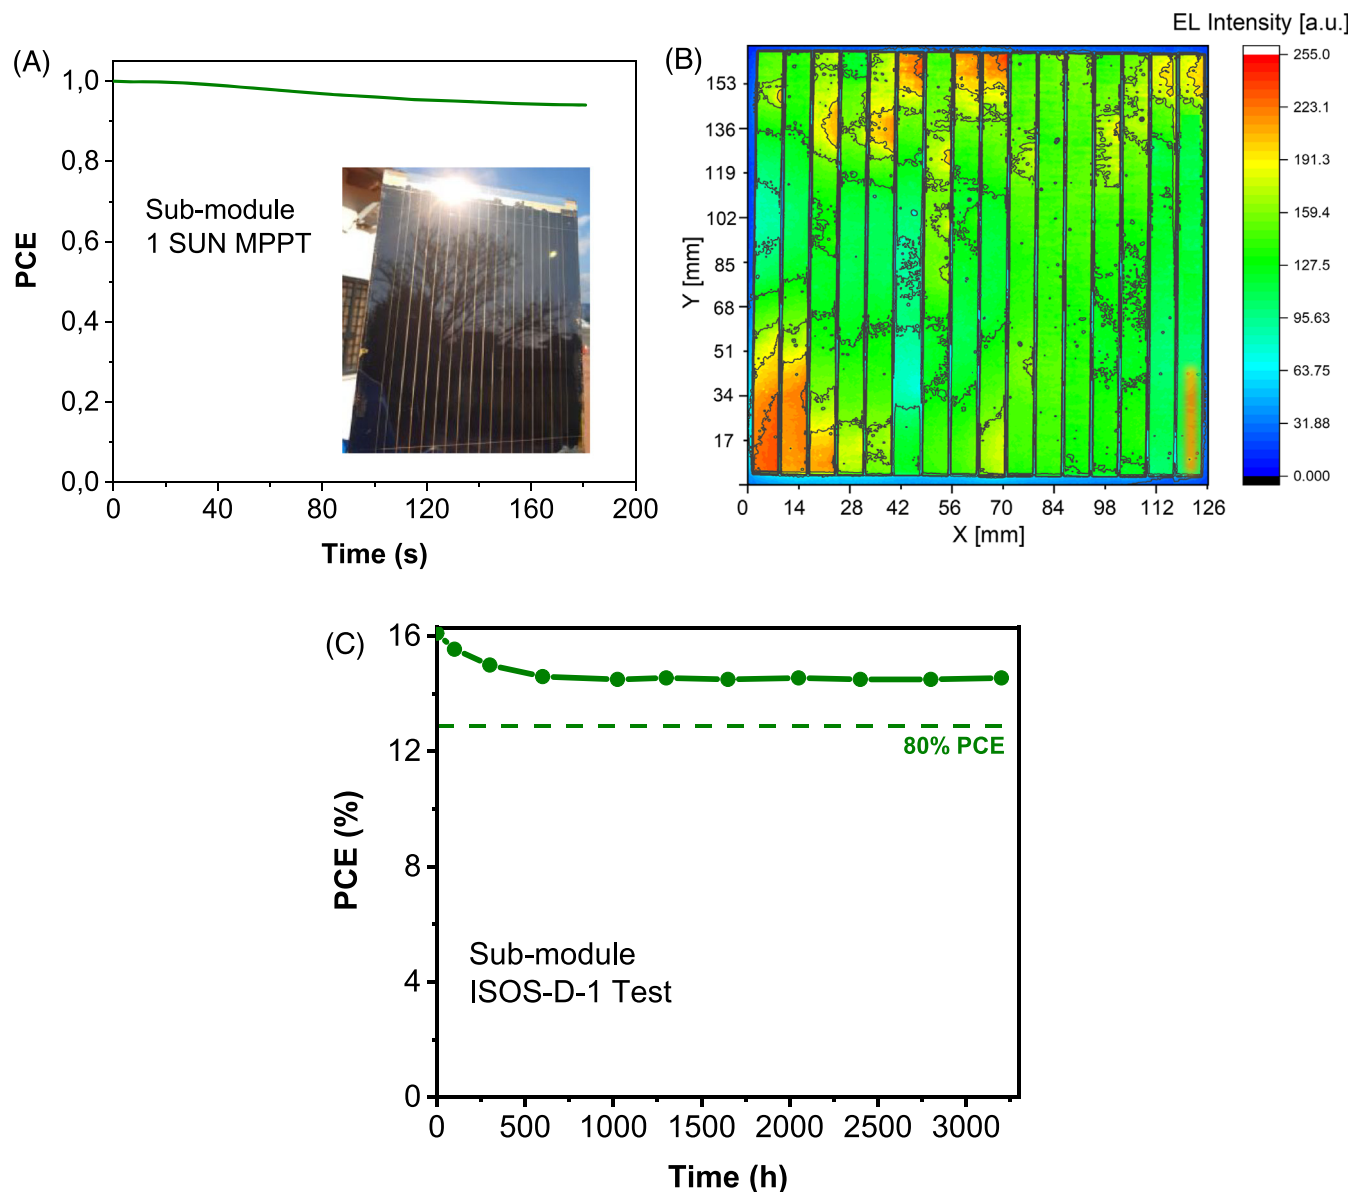 (A)
1,0
0,8
0,6
0,4
0,2
0,0
PCE
Sub-module
1 SUN MPPT
0 40 80 120 160 200
Time (s)
(B)
EL Intensity [a.u.]
153
136
119
102
85
68
51
34
17
Y [mm]
0 14 28 42 56 70 84 98 112 126
X [mm]
255.0
223.1
191.3
159.4
127.5
95.63
63.75
31.88
0.000
(C)
16
12
8
4
0
PCE (%)
80% PCE
Sub-module
ISOS-D-1 Test
0 500 1000 1500 2000 2500 3000
Time (h)